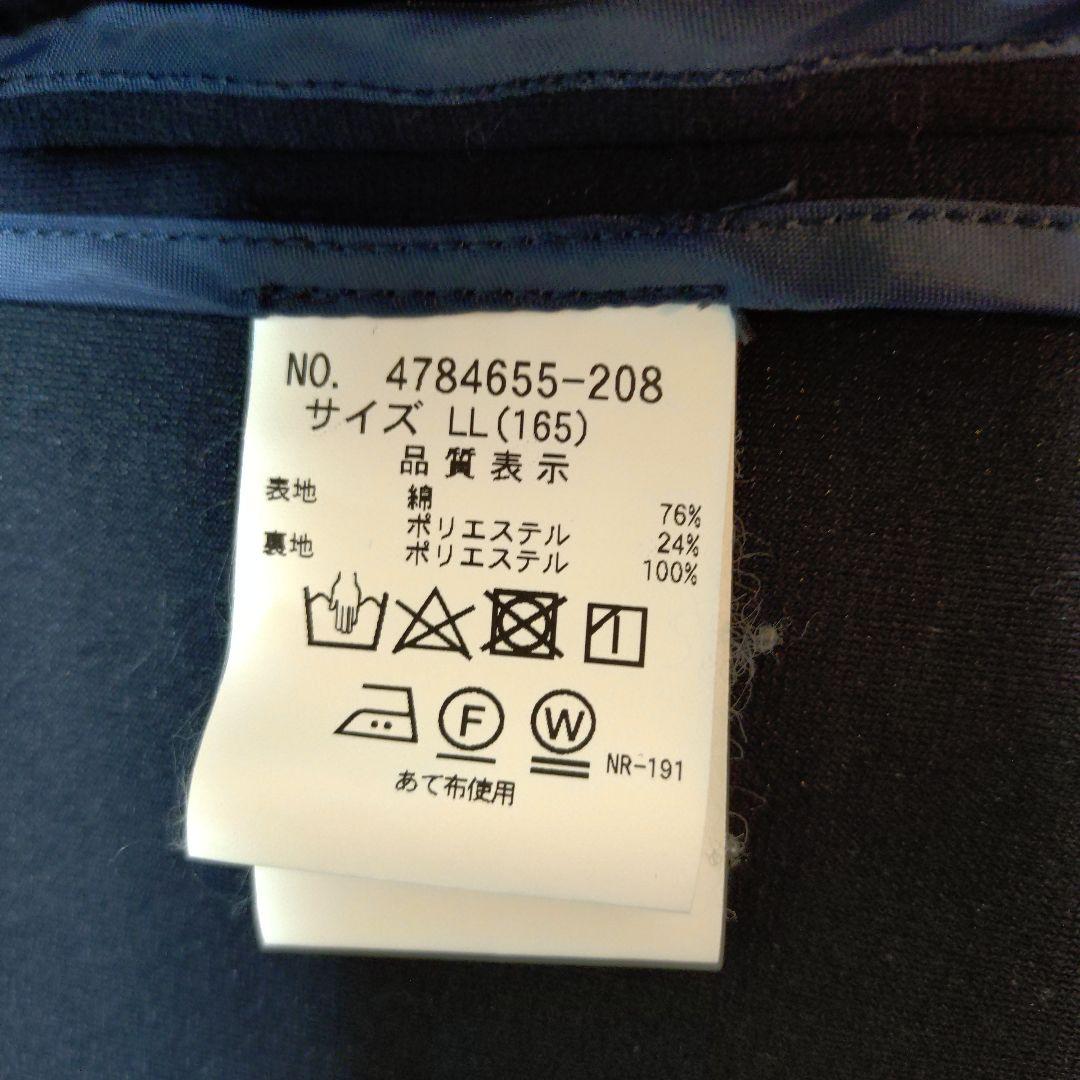 NO. 4784655-208
サイズ LL(165)
品質表示
表地 綿 76%
ポリエステル 24%
裏地 ポリエステル 100%
F W NR-191
あて布使用